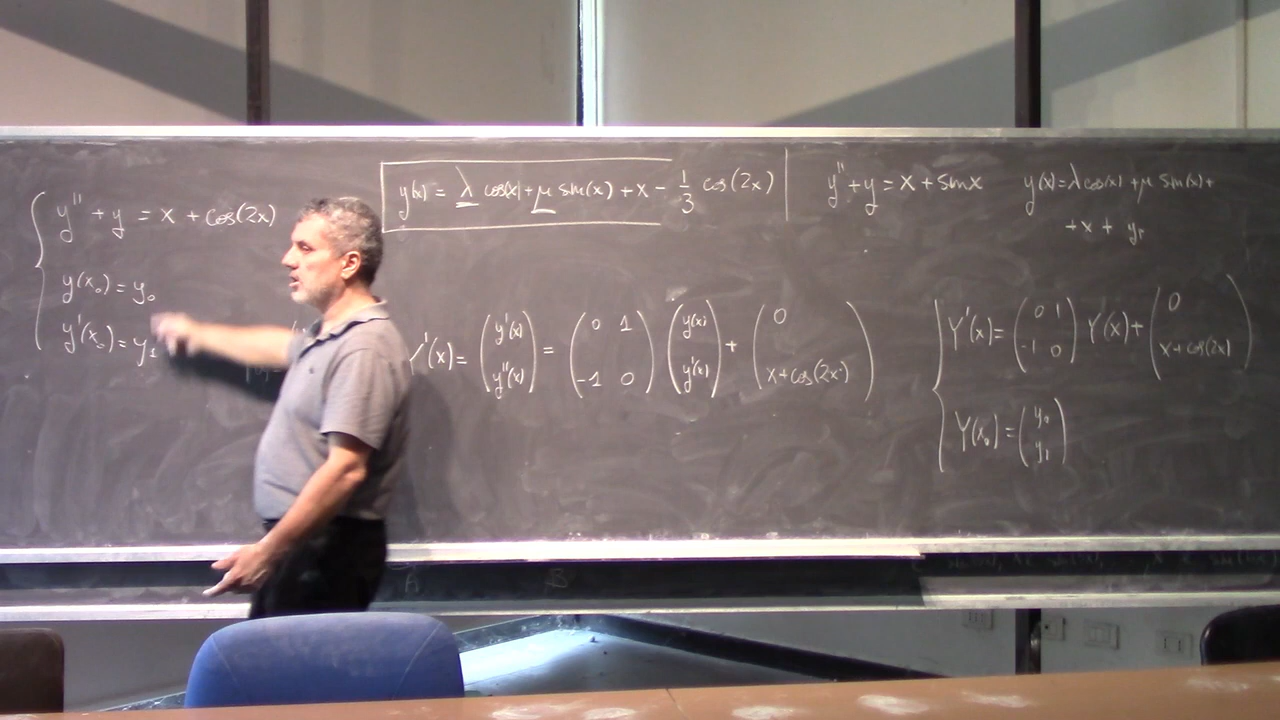 y'' + y = x + cos(2x)
y(x₀) = y₀
y'(x₀) = y₁
y(x) = λ cos(x) + μ sin(x) + x - 1/3 cos(2x)
y'' + y = x + sin x
y(x) = λ cos(x) + μ sin(x) +
+ x + yₚ
Y'(x) = (y'(x) y''(x)) = (0 1 -1 0) (y(x) y'(x)) + (0 x + cos(2x))
Y'(x) = (0 1 -1 0) Y(x) + (0 x + cos(2x))
Y(x₀) = (y₀ y₁)